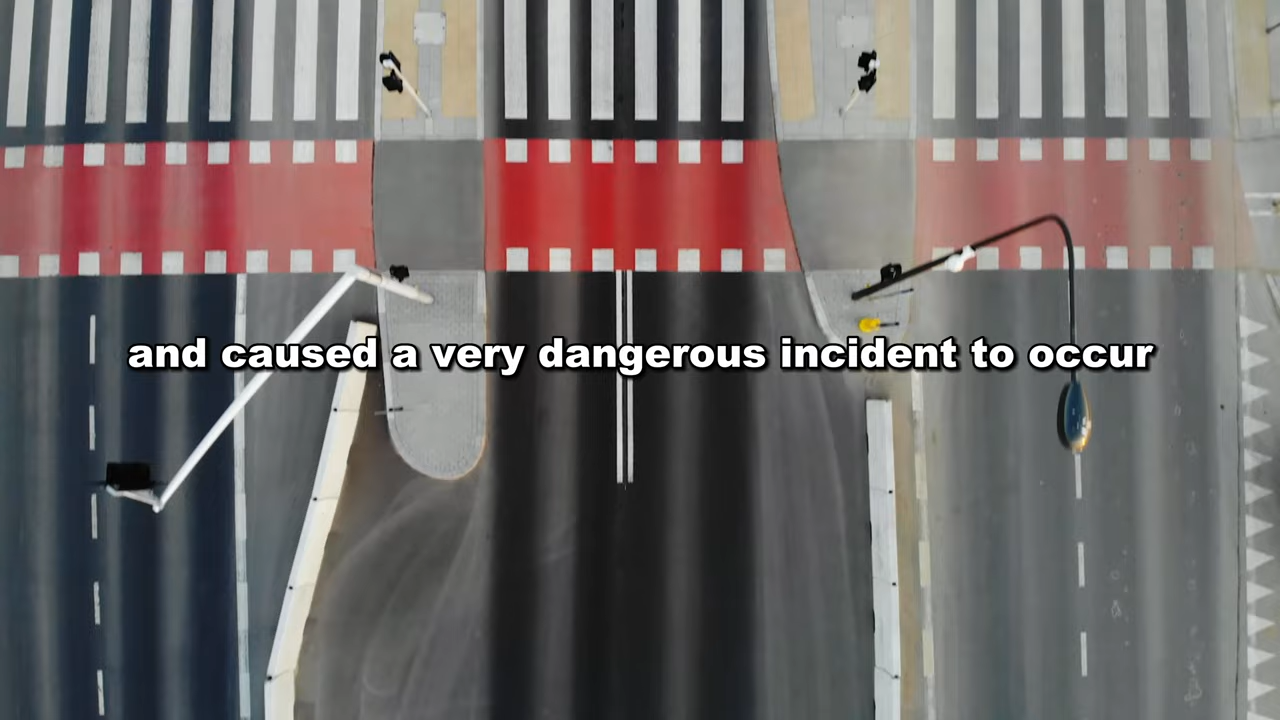 and caused a very dangerous incident to occur